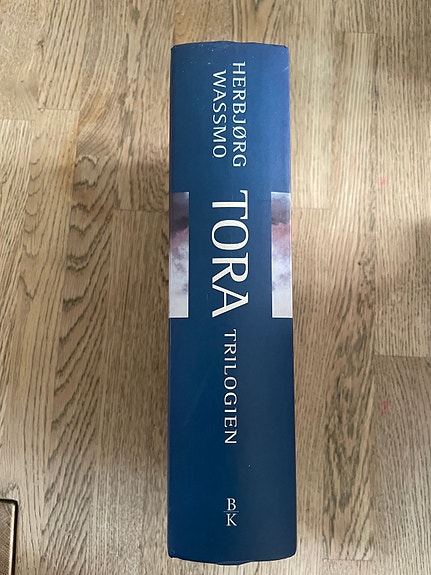 HERBJØRG
WASSMO
TORA
TRILOGIEN
B
K